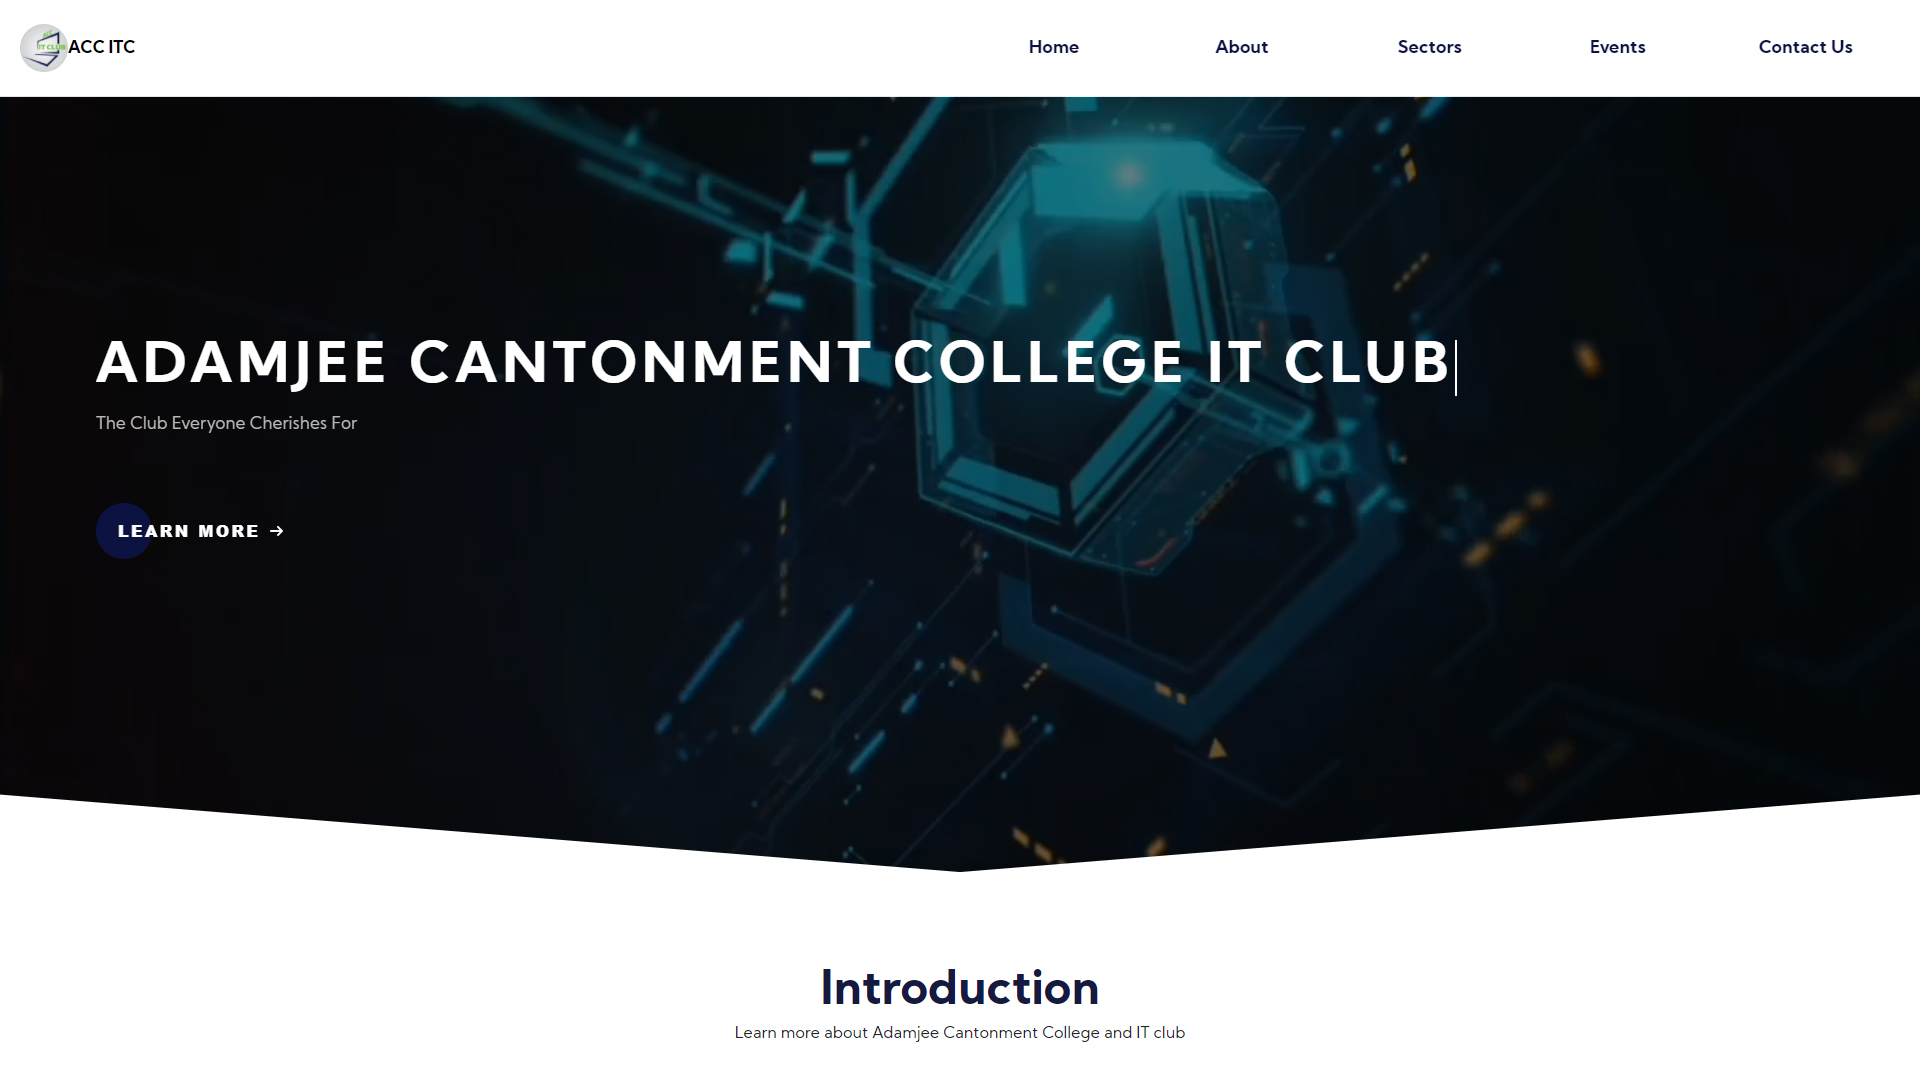 ACC
IT CLUB
ACC ITC
Home
About
Sectors
Events
Contact Us
ADAMJEE CANTONMENT COLLEGE IT CLUB
The Club Everyone Cherishes For
LEARN MORE →
Introduction
Learn more about Adamjee Cantonment College and IT club